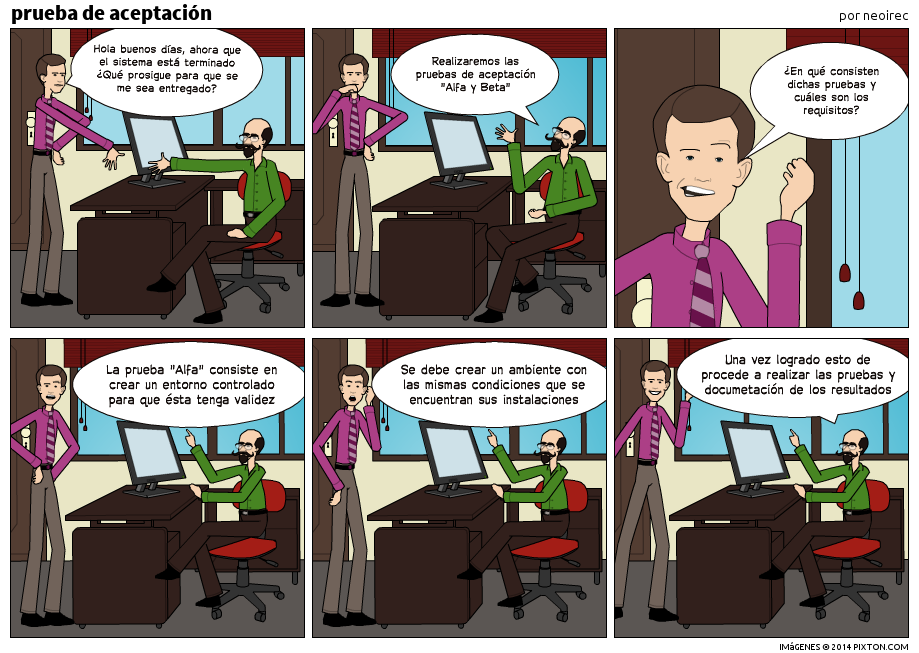 prueba de aceptación
por neoirec
Hola buenos días, ahora que
el sistema está terminado
¿Qué prosigue para que se
me sea entregado?
Realizaremos las
pruebas de aceptación
"Alfa y Beta"
¿En qué consisten
dichas pruebas y
cuáles son los
requisitos?
La prueba "Alfa" consiste en
crear un entorno controlado
para que ésta tenga validez
Se debe crear un ambiente con
las mismas condiciones que se
encuentran sus instalaciones
Una vez logrado esto de
procede a realizar las pruebas y
documetación de los resultados
IMÁGENES © 2014 PIXTON.COM